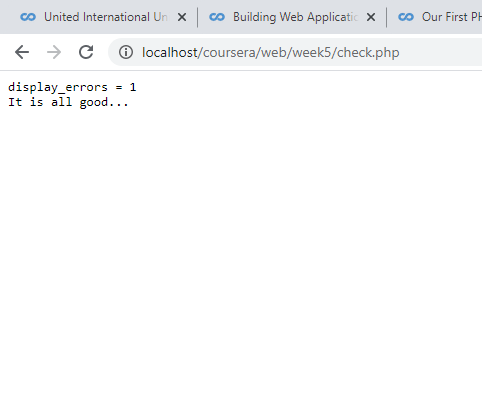 United International Un
Building Web Applicatic
Our First PH
localhost/coursera/web/week5/check.php
display_errors = 1
It is all good...